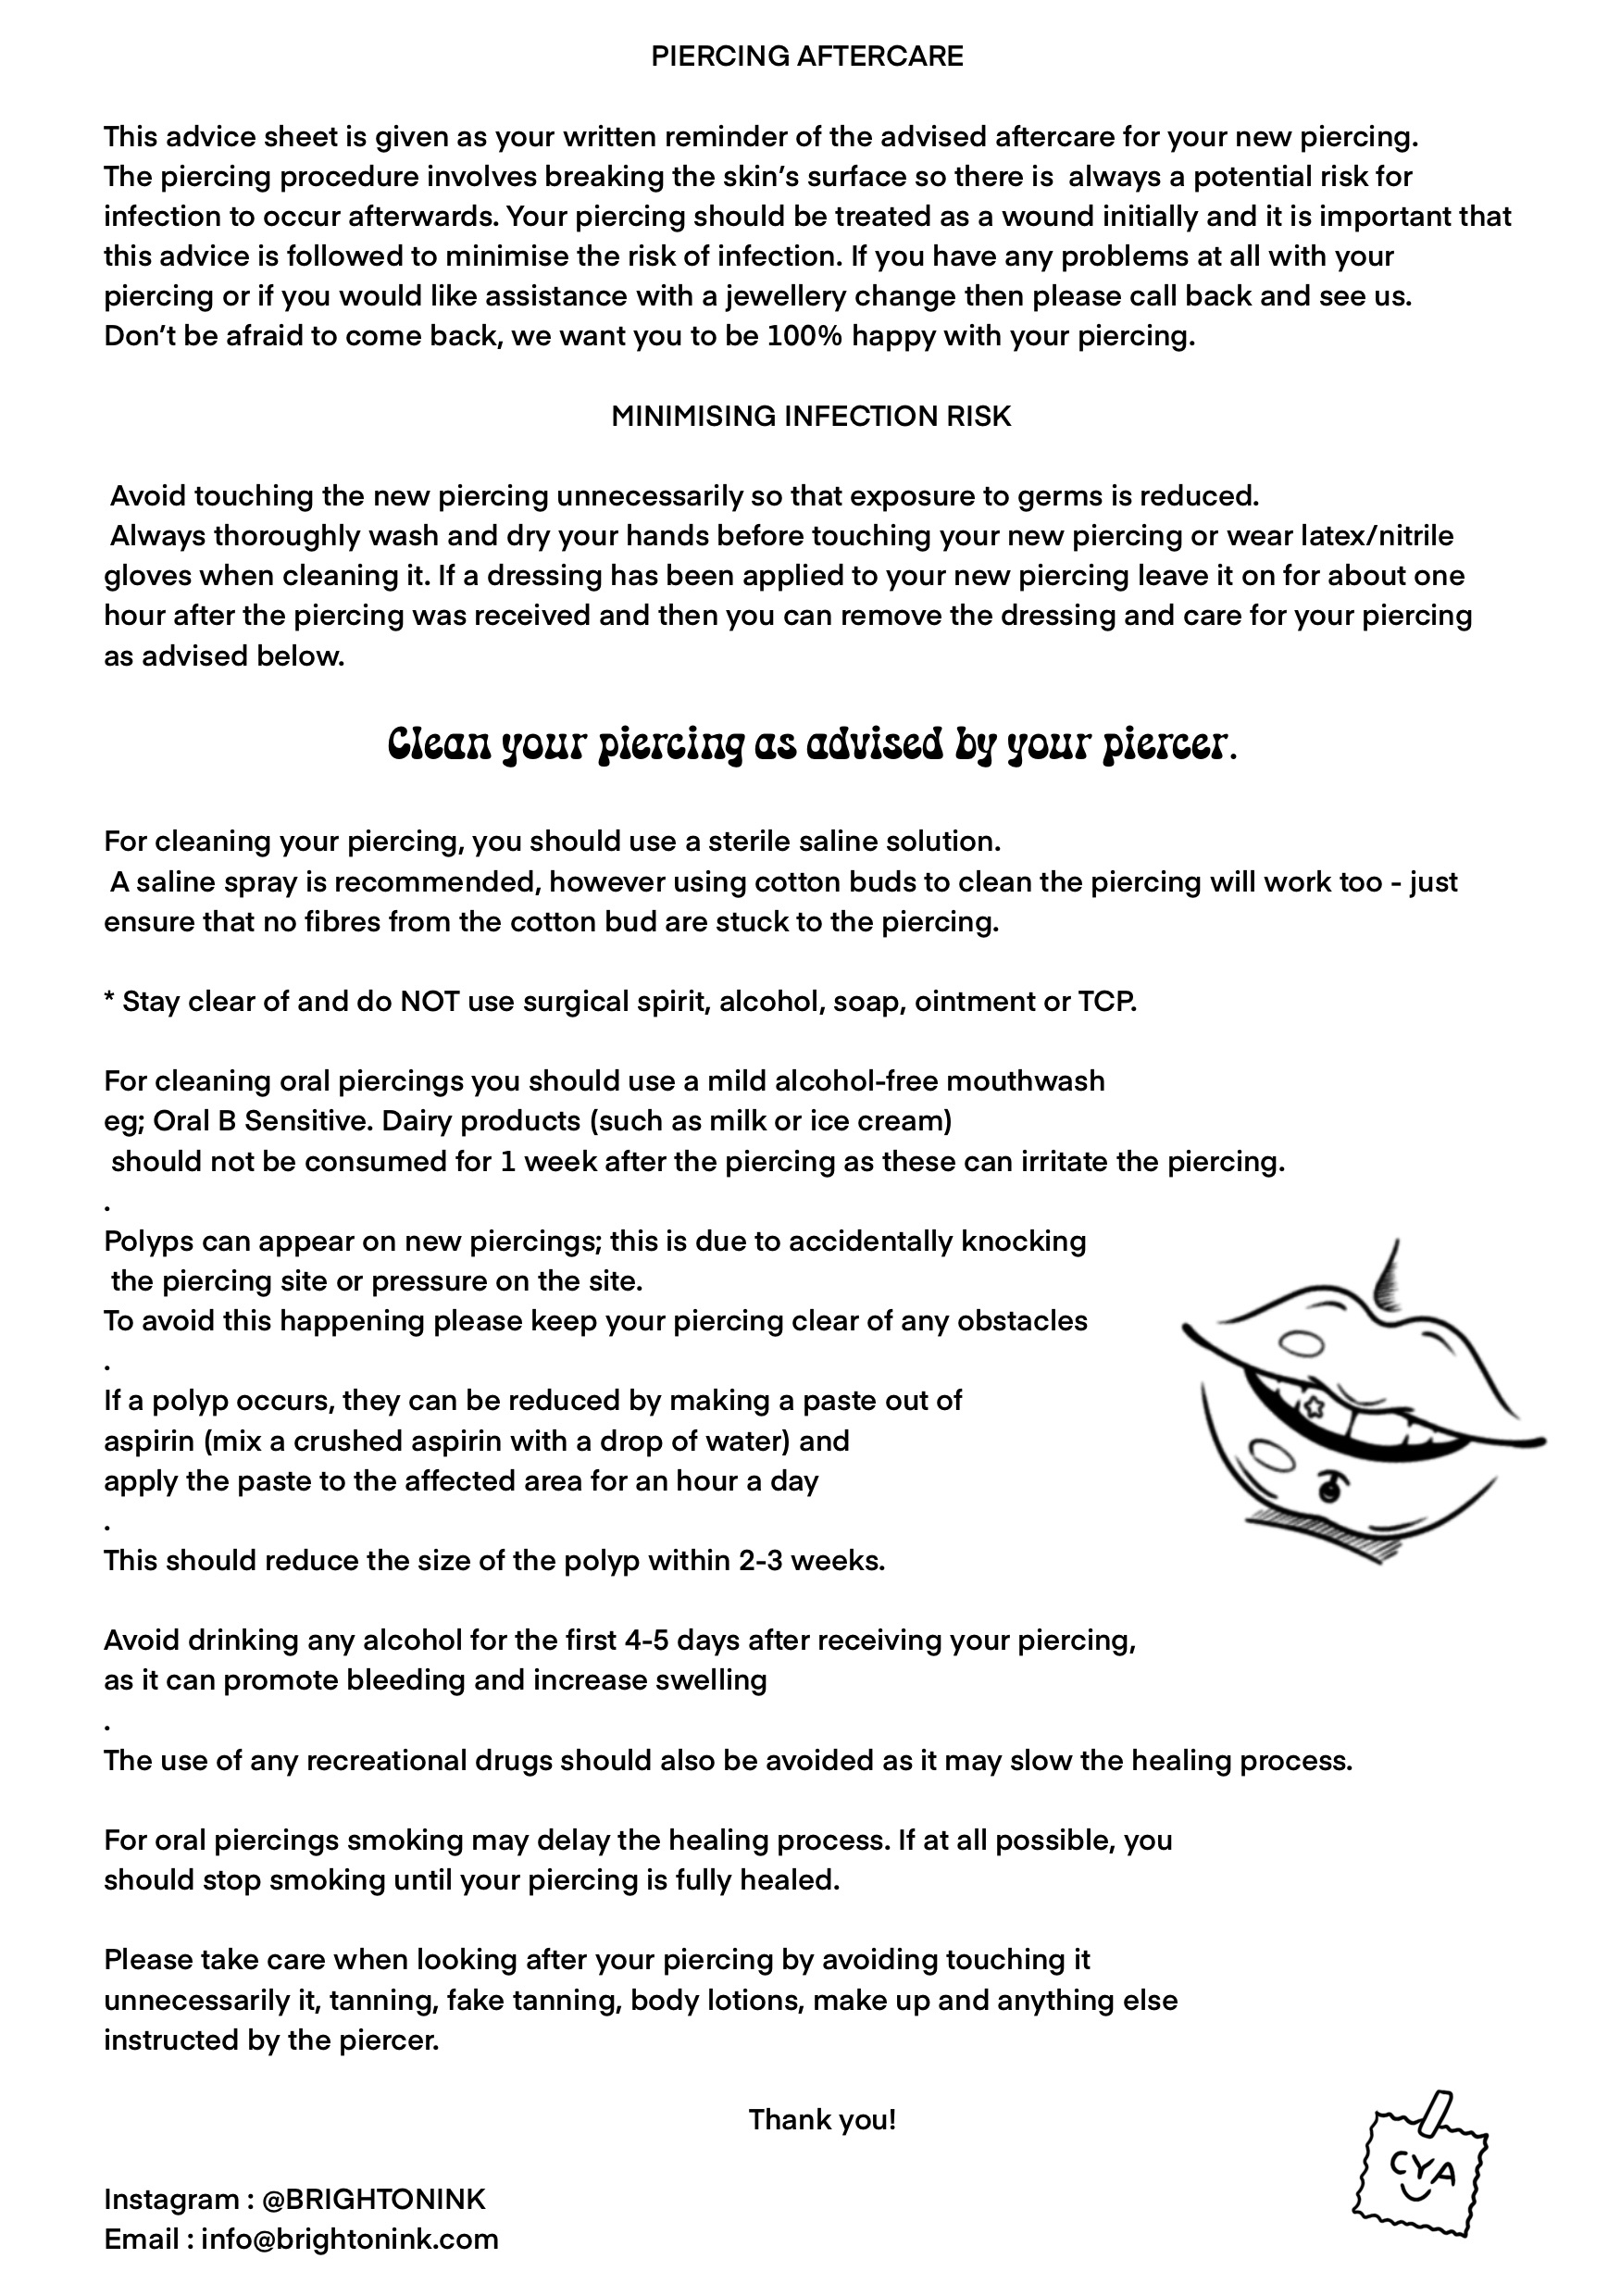 PIERCING AFTERCARE
This advice sheet is given as your written reminder of the advised aftercare for your new piercing.
The piercing procedure involves breaking the skin’s surface so there is  always a potential risk for
infection to occur afterwards. Your piercing should be treated as a wound initially and it is important that
this advice is followed to minimise the risk of infection. If you have any problems at all with your
piercing or if you would like assistance with a jewellery change then please call back and see us.
Don’t be afraid to come back, we want you to be 100% happy with your piercing.
MINIMISING INFECTION RISK
Avoid touching the new piercing unnecessarily so that exposure to germs is reduced.
Always thoroughly wash and dry your hands before touching your new piercing or wear latex/nitrile
gloves when cleaning it. If a dressing has been applied to your new piercing leave it on for about one
hour after the piercing was received and then you can remove the dressing and care for your piercing
as advised below.
Clean your piercing as advised by your piercer.
For cleaning your piercing, you should use a sterile saline solution.
A saline spray is recommended, however using cotton buds to clean the piercing will work too - just
ensure that no fibres from the cotton bud are stuck to the piercing.
* Stay clear of and do NOT use surgical spirit, alcohol, soap, ointment or TCP.
For cleaning oral piercings you should use a mild alcohol-free mouthwash
eg; Oral B Sensitive. Dairy products (such as milk or ice cream)
should not be consumed for 1 week after the piercing as these can irritate the piercing.
.
Polyps can appear on new piercings; this is due to accidentally knocking
the piercing site or pressure on the site.
To avoid this happening please keep your piercing clear of any obstacles
.
If a polyp occurs, they can be reduced by making a paste out of
aspirin (mix a crushed aspirin with a drop of water) and
apply the paste to the affected area for an hour a day
.
This should reduce the size of the polyp within 2-3 weeks.
Avoid drinking any alcohol for the first 4-5 days after receiving your piercing,
as it can promote bleeding and increase swelling
.
The use of any recreational drugs should also be avoided as it may slow the healing process.
For oral piercings smoking may delay the healing process. If at all possible, you
should stop smoking until your piercing is fully healed.
Please take care when looking after your piercing by avoiding touching it
unnecessarily it, tanning, fake tanning, body lotions, make up and anything else
instructed by the piercer.
Thank you!
CYA
Instagram : @BRIGHTONINK
Email : info@brightonink.com